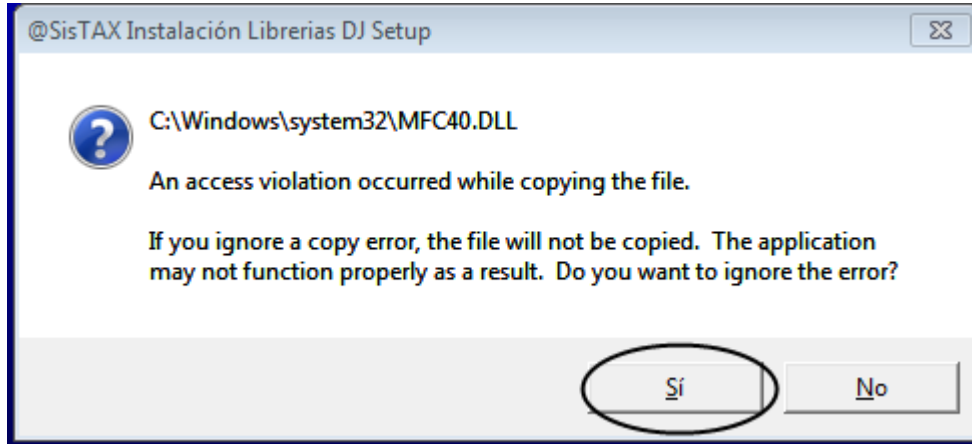 @SisTAX Instalación Librerias DJ Setup
C:\Windows\system32\MFC40.DLL
An access violation occurred while copying the file.
If you ignore a copy error, the file will not be copied.  The application
may not function properly as a result.  Do you want to ignore the error?
Sí
No